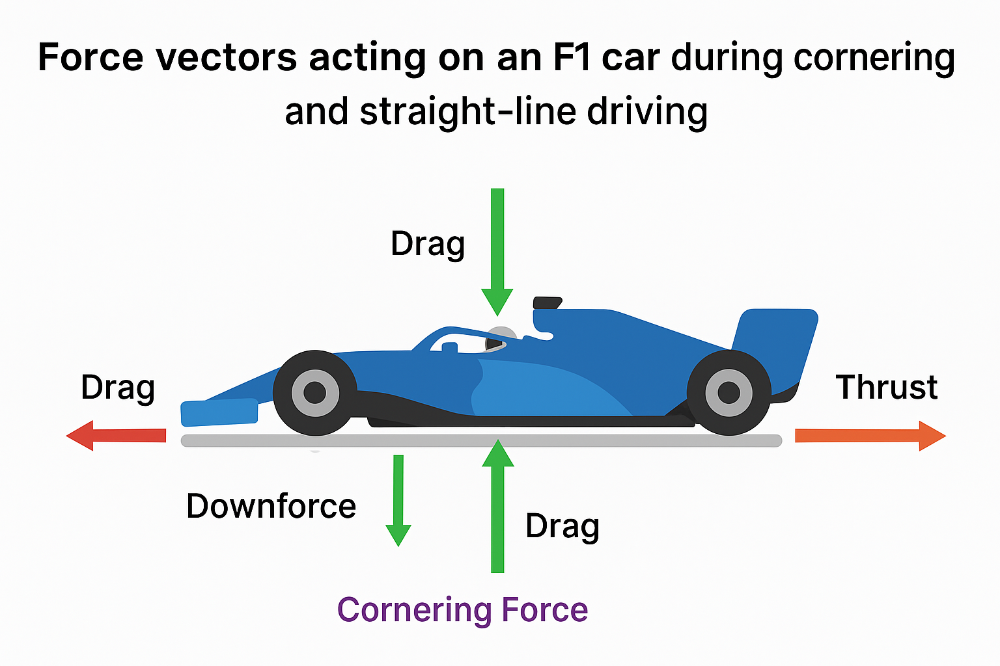 Force vectors acting on an F1 car during cornering
and straight-line driving
Drag
Drag
Thrust
Downforce
Drag
Cornering Force